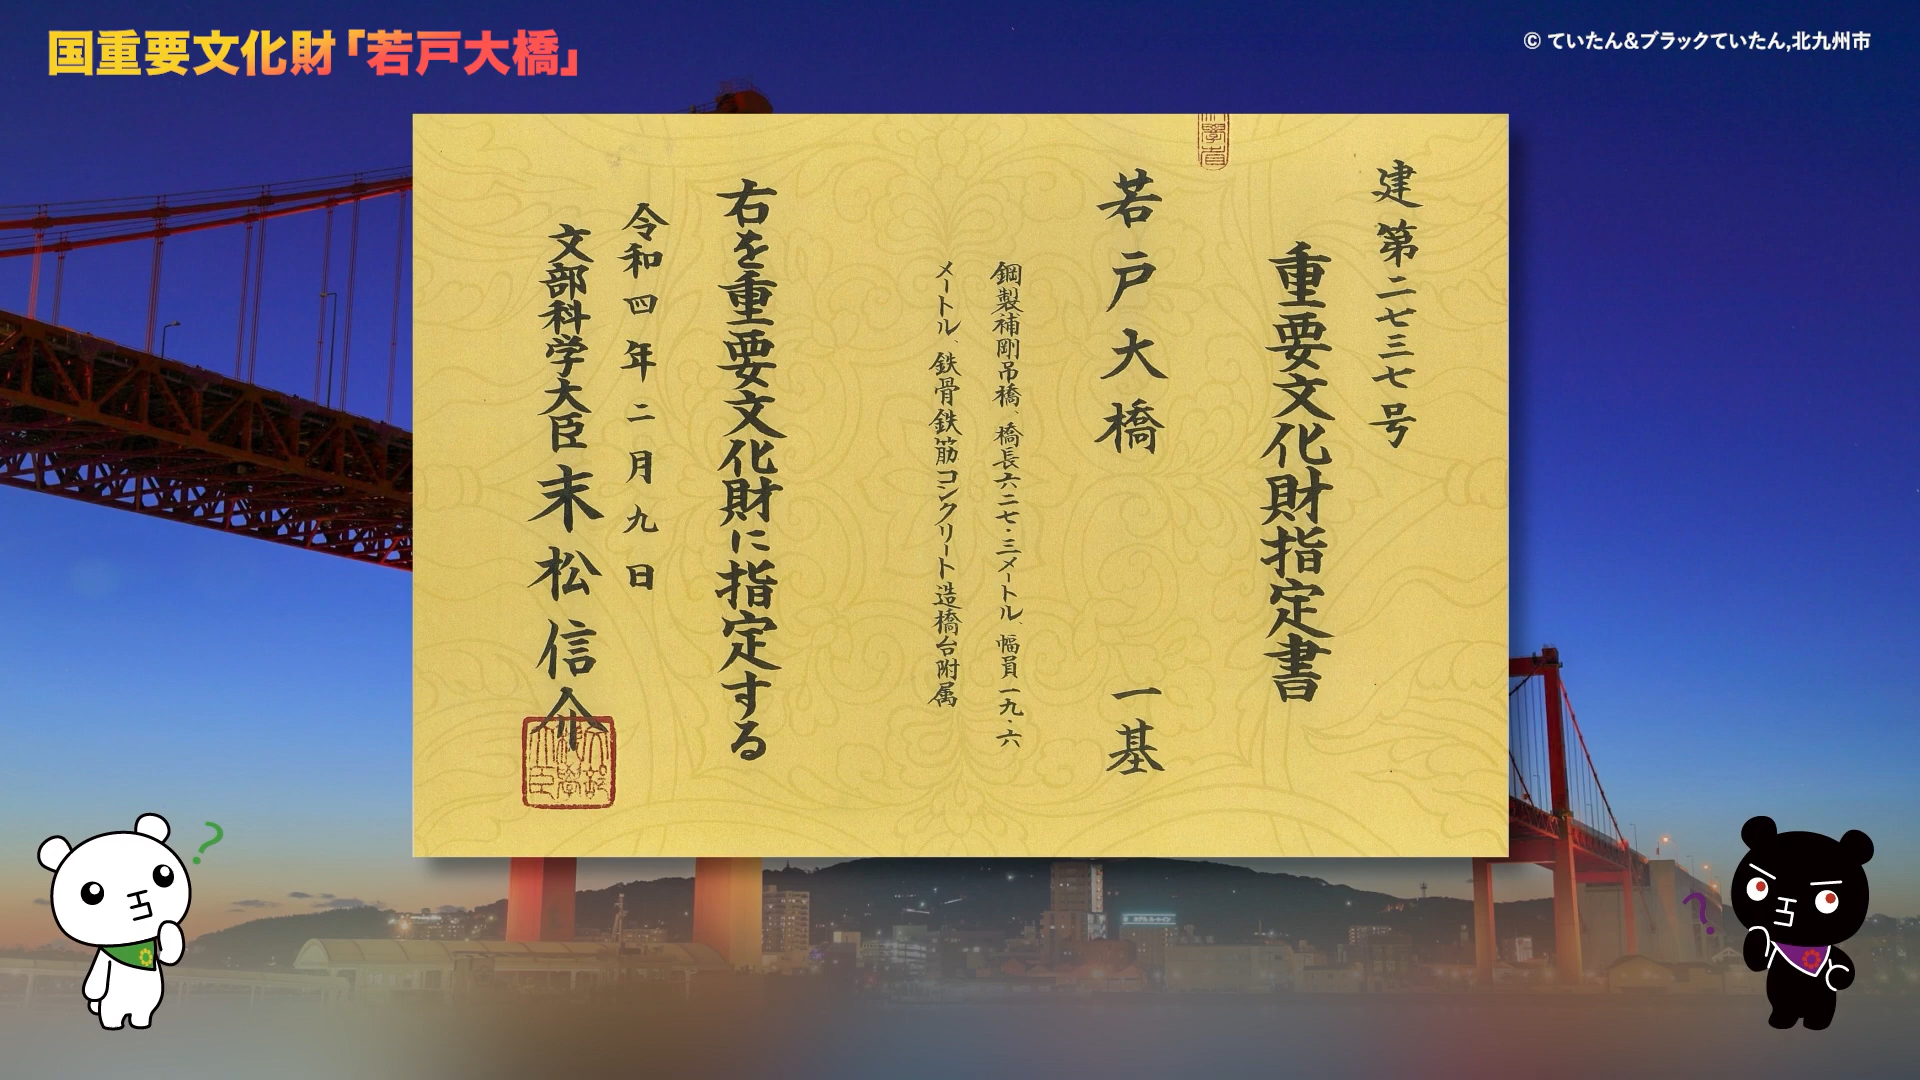 国重要文化財「若戸大橋」
© ていたん&ブラックていたん,北九州市
建第二七三七号
重要文化財指定書
若戸大橋 一基
鋼製補剛吊橋、橋長六二七・三メートル、幅員一九・六
メートル、鉄骨鉄筋コンクリート造橋台附属
右を重要文化財に指定する
令和四年二月九日
文部科学大臣 末松信介